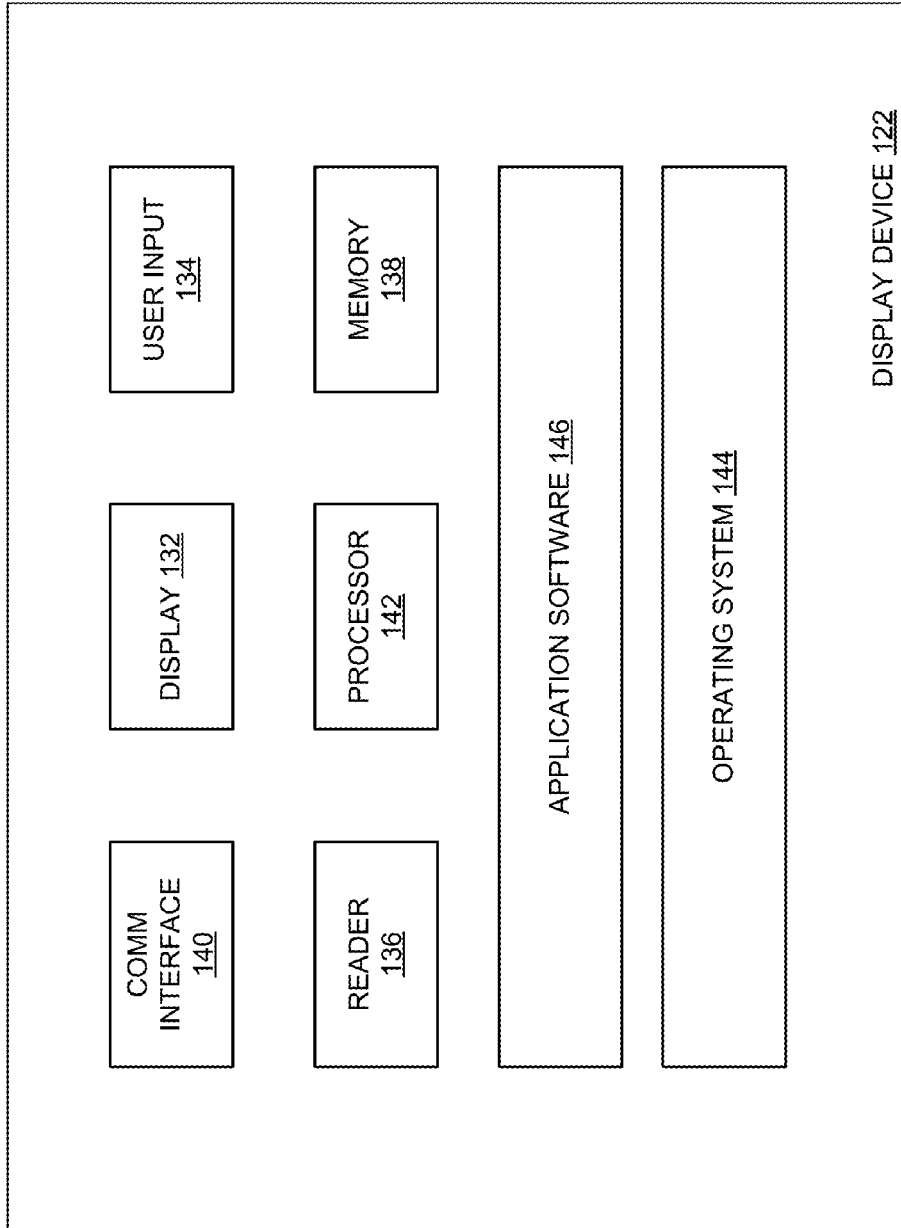 COMM
INTERFACE
140
DISPLAY 132
USER INPUT
134
READER
136
PROCESSOR
142
MEMORY
138
APPLICATION SOFTWARE 146
OPERATING SYSTEM 144
DISPLAY DEVICE 122